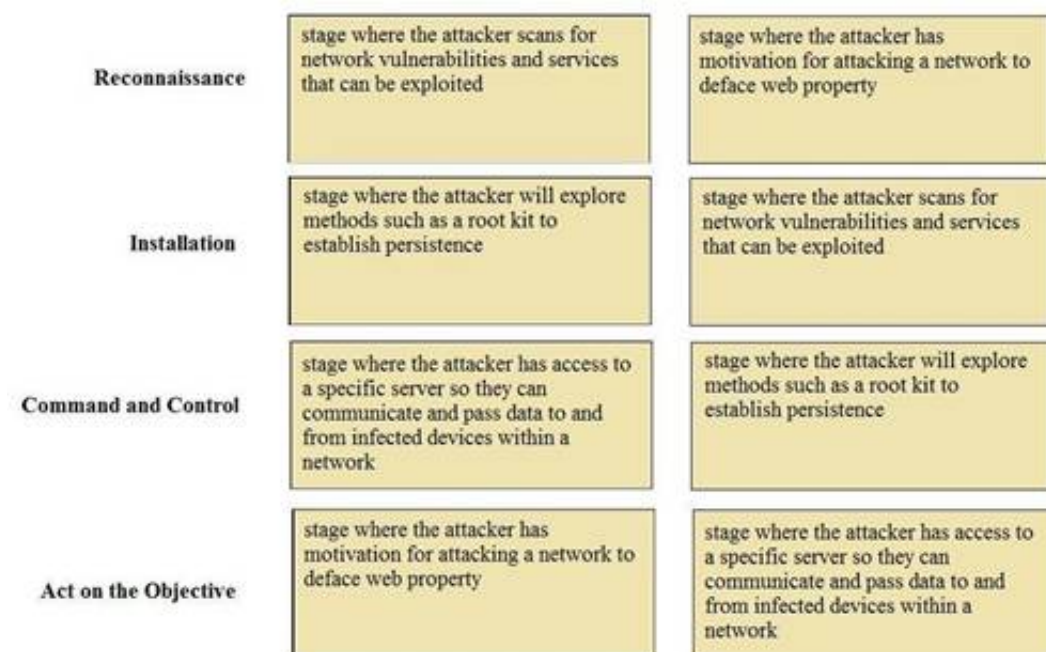 Reconnaissance
stage where the attacker scans for
network vulnerabilities and services
that can be exploited
stage where the attacker has
motivation for attacking a network to
deface web property
Installation
stage where the attacker will explore
methods such as a root kit to
establish persistence
stage where the attacker scans for
network vulnerabilities and services
that can be exploited
Command and Control
stage where the attacker has access to
a specific server so they can
communicate and pass data to and
from infected devices within a
network
stage where the attacker will explore
methods such as a root kit to
establish persistence
Act on the Objective
stage where the attacker has
motivation for attacking a network to
deface web property
stage where the attacker has access to
a specific server so they can
communicate and pass data to and
from infected devices within a
network